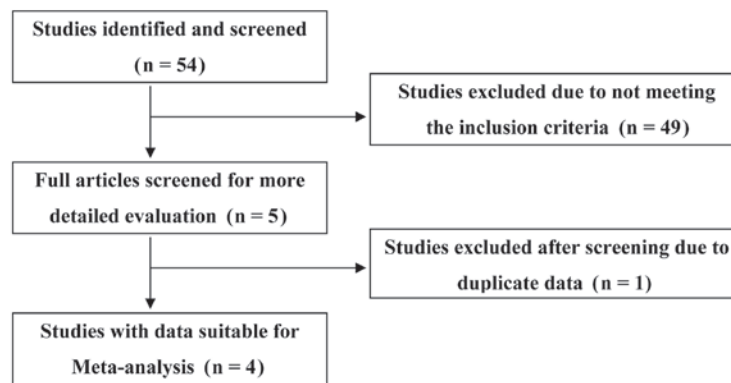 Studies identified and screened
(n = 54)
Studies excluded due to not meeting
the inclusion criteria (n = 49)
Full articles screened for more
detailed evaluation (n = 5)
Studies excluded after screening due to
duplicate data (n = 1)
Studies with data suitable for
Meta-analysis (n = 4)